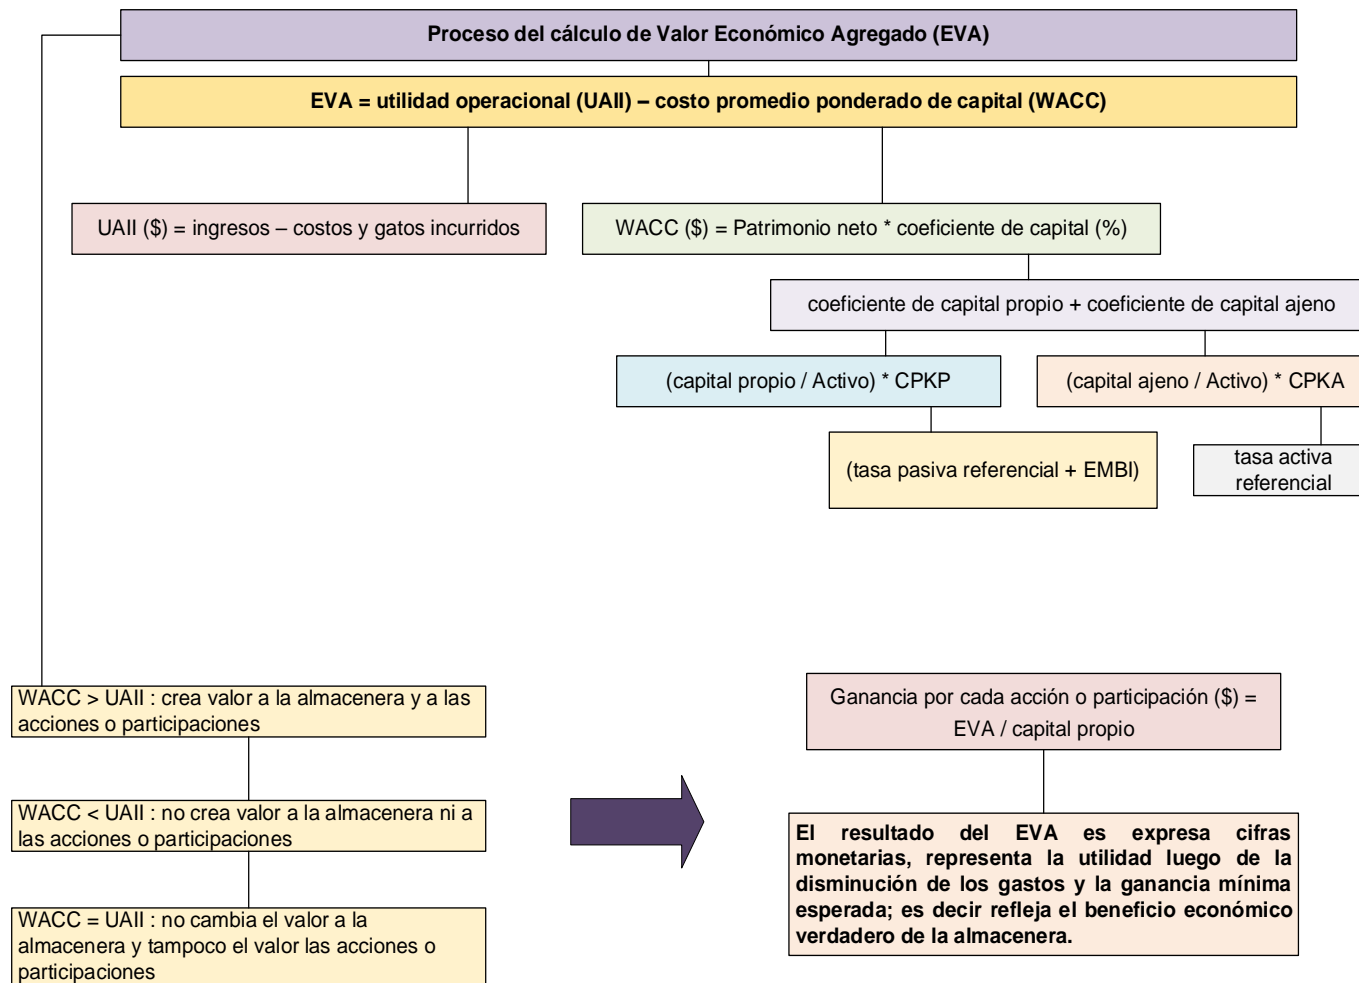 Proceso del cálculo de Valor Económico Agregado (EVA)
EVA = utilidad operacional (UAII) – costo promedio ponderado de capital (WACC)
UAII ($) = ingresos – costos y gatos incurridos
WACC ($) = Patrimonio neto * coeficiente de capital (%)
coeficiente de capital propio + coeficiente de capital ajeno
(capital propio / Activo) * CPKP
(capital ajeno / Activo) * CPKA
(tasa pasiva referencial + EMBI)
tasa activa
referencial
WACC > UAII : crea valor a la almacenera y a las
acciones o participaciones
WACC < UAII : no crea valor a la almacenera ni a
las acciones o participaciones
WACC = UAII : no cambia el valor a la
almacenera y tampoco el valor las acciones o
participaciones
Ganancia por cada acción o participación ($) =
EVA / capital propio
El resultado del EVA es expresa cifras
monetarias, representa la utilidad luego de la
disminución de los gastos y la ganancia mínima
esperada; es decir refleja el beneficio económico
verdadero de la almacenera.